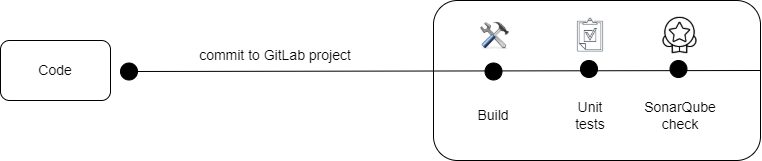 commit to GitLab project
Code
Build
Unit
tests
SonarQube
check